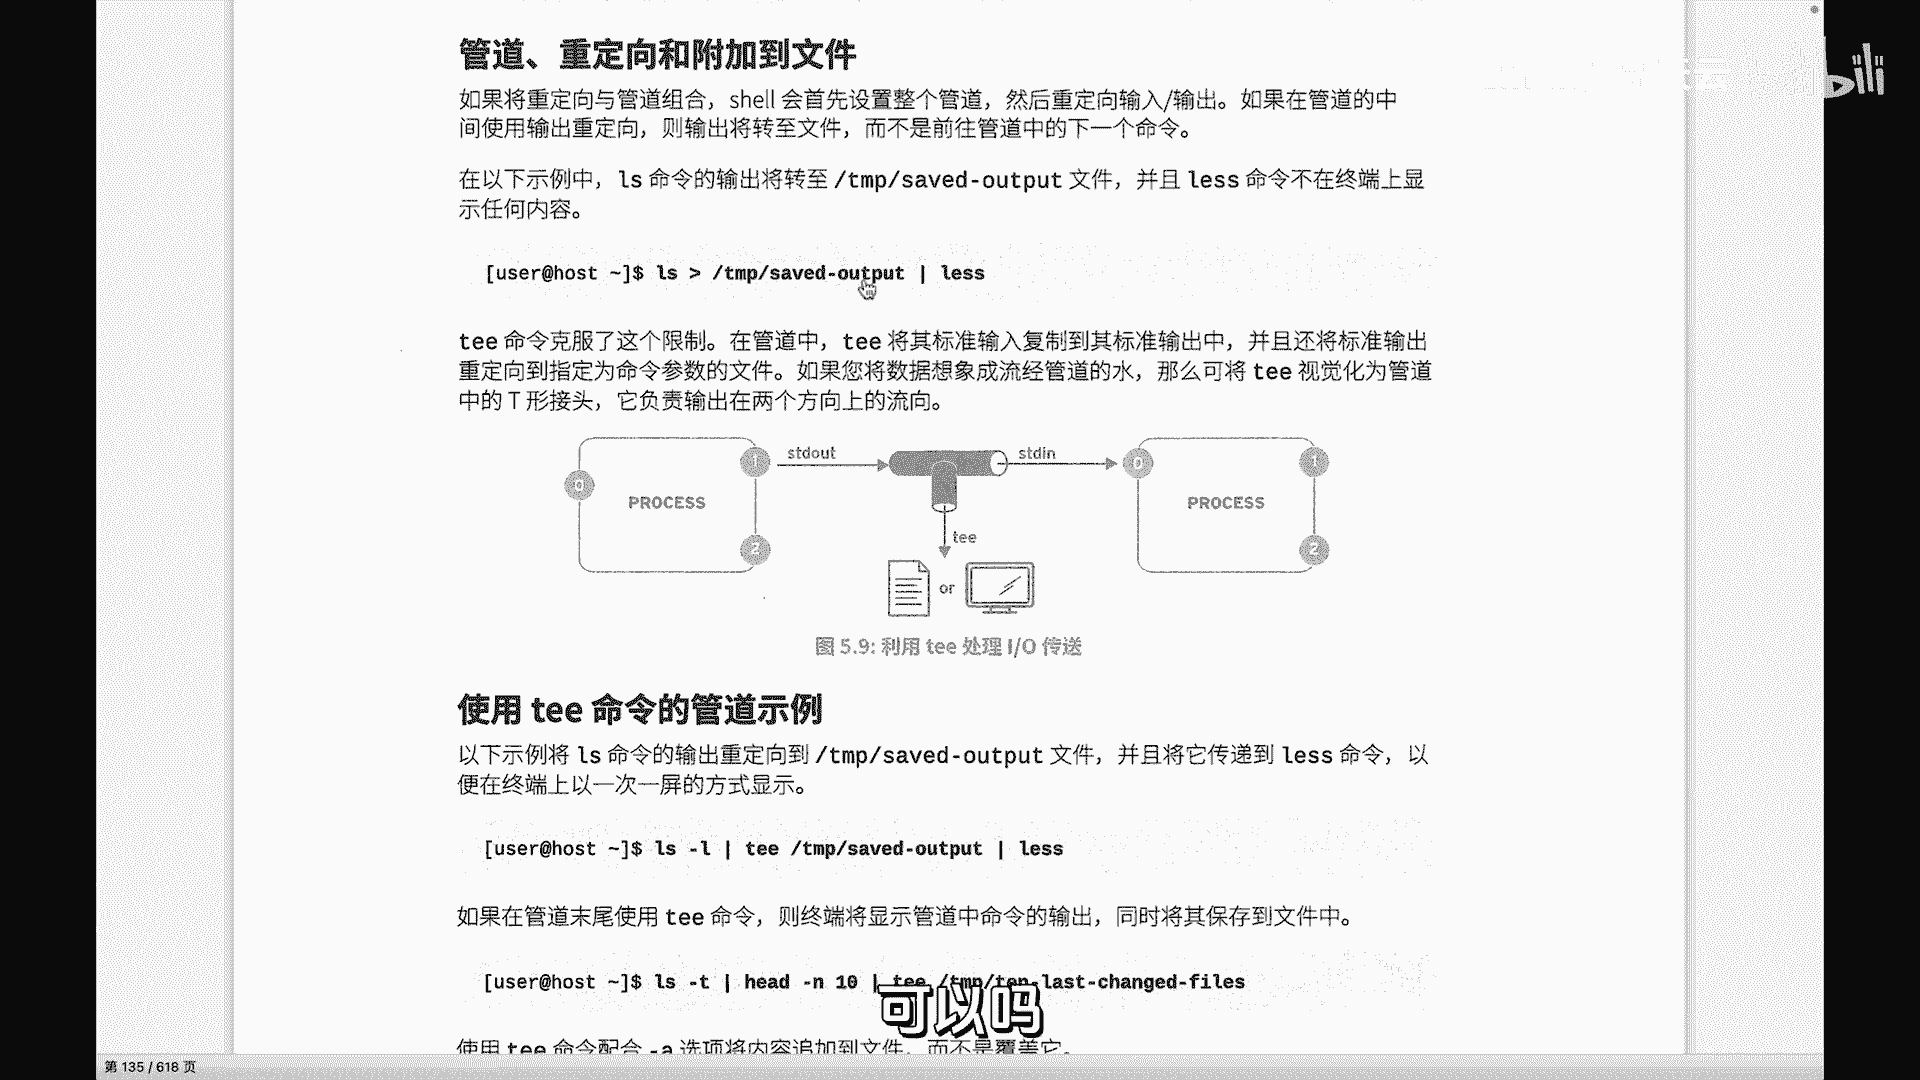 管道、重定向和附加到文件
如果将重定向与管道组合，shell 会首先设置整个管道，然后重定向输入/输出。如果在管道的中
间使用输出重定向，则输出将转至文件，而不是前往管道中的下一个命令。
在以下示例中，ls 命令的输出将转至 /tmp/saved-output 文件，并且 less 命令不在终端上显
示任何内容。
[user@host ~]$ ls > /tmp/saved-output | less
tee 命令克服了这个限制。在管道中，tee 将其标准输入复制到其标准输出中，并且还将标准输出
重定向到指定为命令参数的文件。如果您将数据想象成流经管道的水，那么可将 tee 视觉化为管道
中的 T 形接头，它负责输出在两个方向上的流向。
0 PROCESS 1 2
stdout
stdin
tee
or
0 PROCESS 1 2
图 5.9: 利用 tee 处理 I/O 传送
使用 tee 命令的管道示例
以下示例将 ls 命令的输出重定向到 /tmp/saved-output 文件，并且将它传递到 less 命令，以
便在终端上以一次一屏的方式显示。
[user@host ~]$ ls -l | tee /tmp/saved-output | less
如果在管道末尾使用 tee 命令，则终端将显示管道中命令的输出，同时将其保存到文件中。
[user@host ~]$ ls -t | head -n 10 | tee /tmp/ten-last-changed-files
可以吗
使用 tee 命令配合 -a 选项将内容追加到文件，而不是覆盖它。
第 135 / 618 页